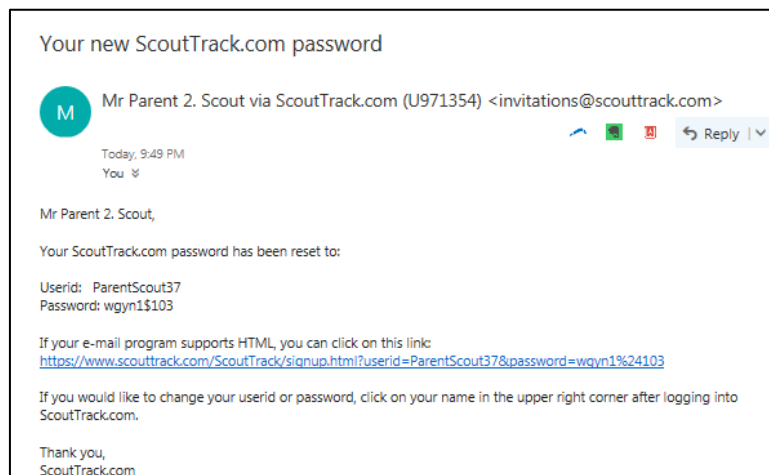 Your new ScoutTrack.com password
M
Mr Parent 2. Scout via ScoutTrack.com (U971354) <invitations@scouttrack.com>
Reply
Today, 9:49 PM
You
Mr Parent 2. Scout,
Your ScoutTrack.com password has been reset to:
Userid: ParentScout37
Password: wgyn1$103
If your e-mail program supports HTML, you can click on this link:
https://www.scouttrack.com/ScoutTrack/signup.html?userid=ParentScout37&password=wgyn1%24103
If you would like to change your userid or password, click on your name in the upper right corner after logging into
ScoutTrack.com.
Thank you,
ScoutTrack.com